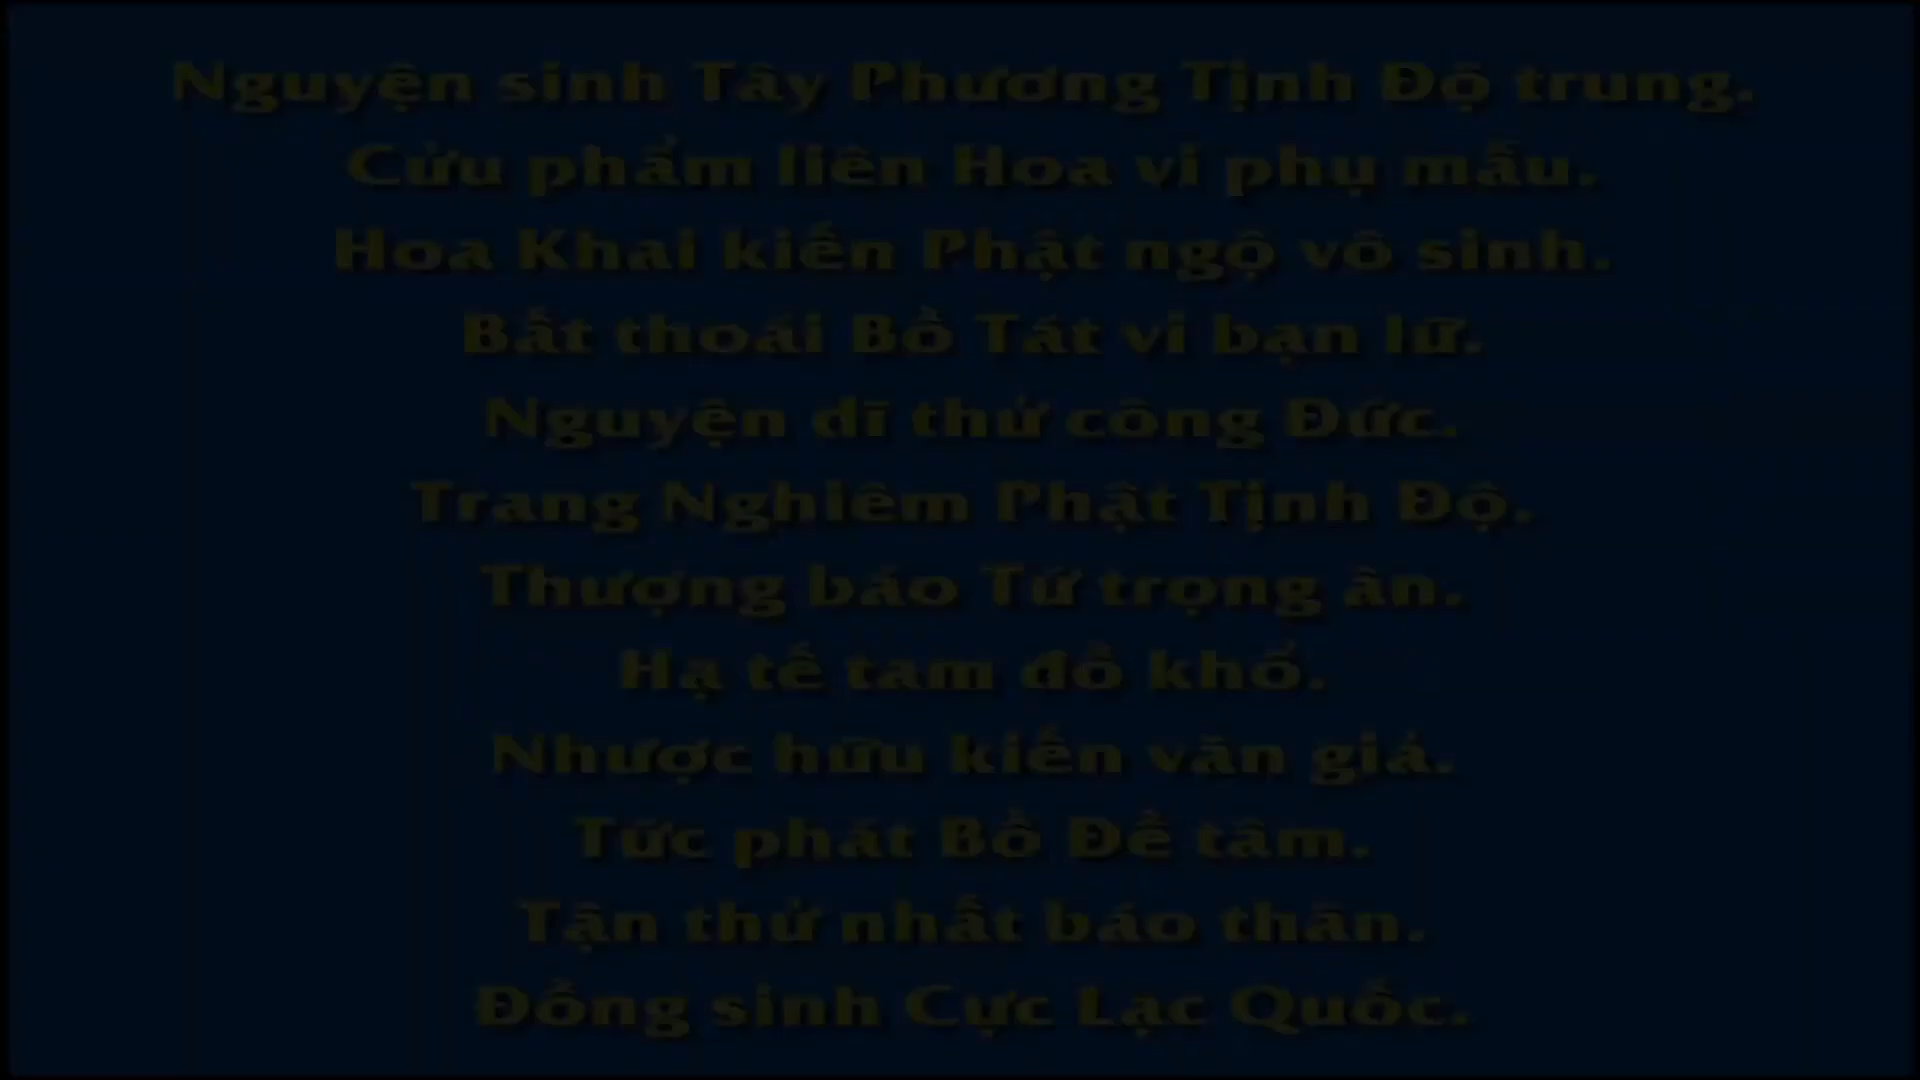 Nguyện sinh Tây Phương Tịnh Độ trung.
Cửu phẩm liên Hoa vi phụ mẫu.
Hoa Khai kiến Phật ngộ vô sinh.
Bất thoái Bồ Tát vi bạn lữ.
Nguyện dĩ thử công Đức.
Trang Nghiêm Phật Tịnh Độ.
Thượng báo Tứ trọng ân.
Hạ tế tam đồ khổ.
Nhược hữu kiến văn giả.
Tức phát Bồ Đề tâm.
Tận thử nhất báo thân.
Đồng sinh Cực Lạc Quốc.